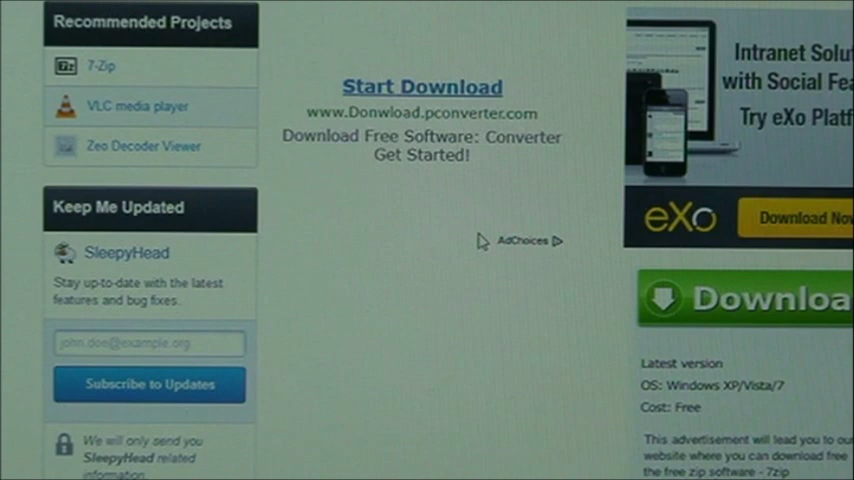 Recommended Projects
7-Zip
VLC media player
Zeo Decoder Viewer
Keep Me Updated
SleepyHead
Stay up-to-date with the latest
features and bug fixes.
john.doe@example.org
Subscribe to Updates
We will only send you
SleepyHead related
information.
Start Download
www.Donwload.pconverter.com
Download Free Software: Converter
Get Started!
AdChoices
Intranet Solu
with Social Fea
Try eXo Platf
eXo
Download Now
Downloa
Latest version
OS: Windows XP/Vista/7
Cost: Free
This advertisement will lead you to our
website where you can download free
the free zip software - 7zip